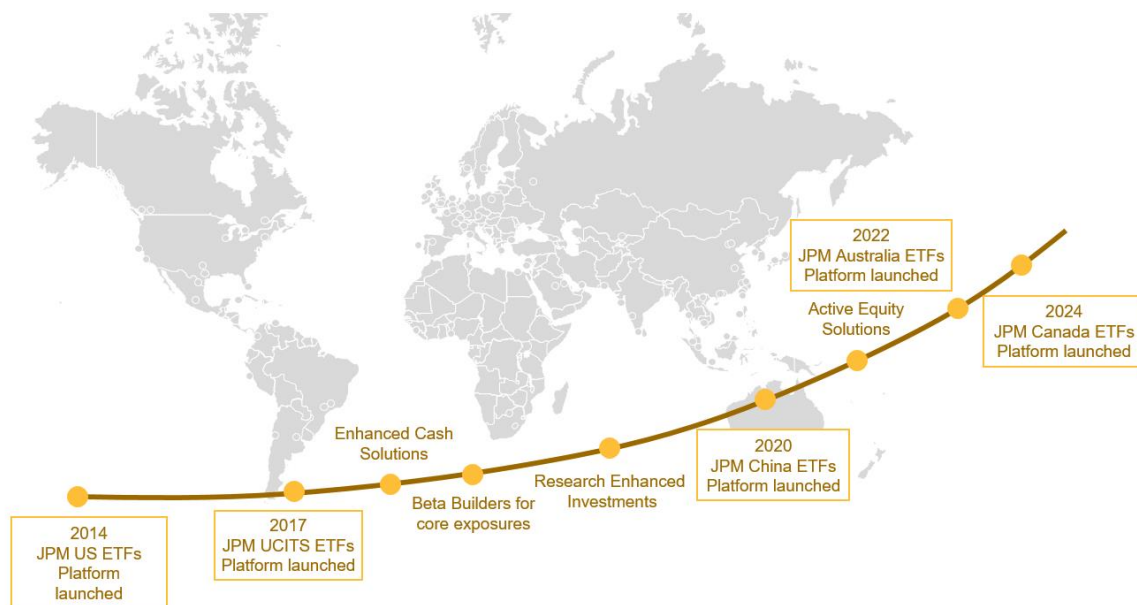 2014
JPM US ETFs
Platform
launched
2017
JPM UCITS ETFs
Platform launched
Enhanced Cash
Solutions
Beta Builders for
core exposures
Research Enhanced
Investments
2020
JPM China ETFs
Platform launched
Active Equity
Solutions
2022
JPM Australia ETFs
Platform launched
2024
JPM Canada ETFs
Platform launched